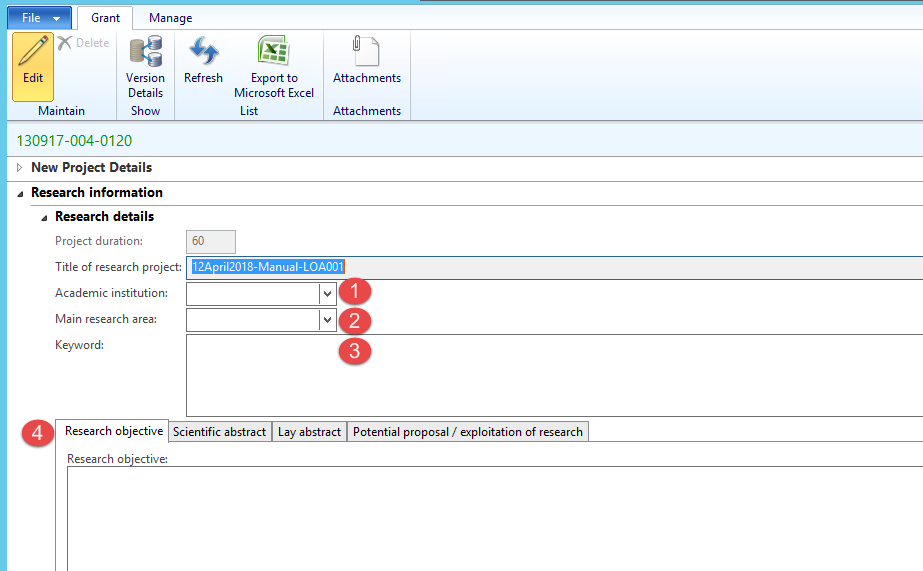 File Grant Manage
Edit
Delete
Version
Details
Refresh
Export to
Microsoft Excel
Attachments
Maintain Show List Attachments
130917-004-0120
New Project Details
Research information
Research details
Project duration: 60
Title of research project: 12April2018-Manual-LOA001
Academic institution: 1
Main research area: 2
Keyword: 3
4 Research objective Scientific abstract Lay abstract Potential proposal / exploitation of research
Research objective: